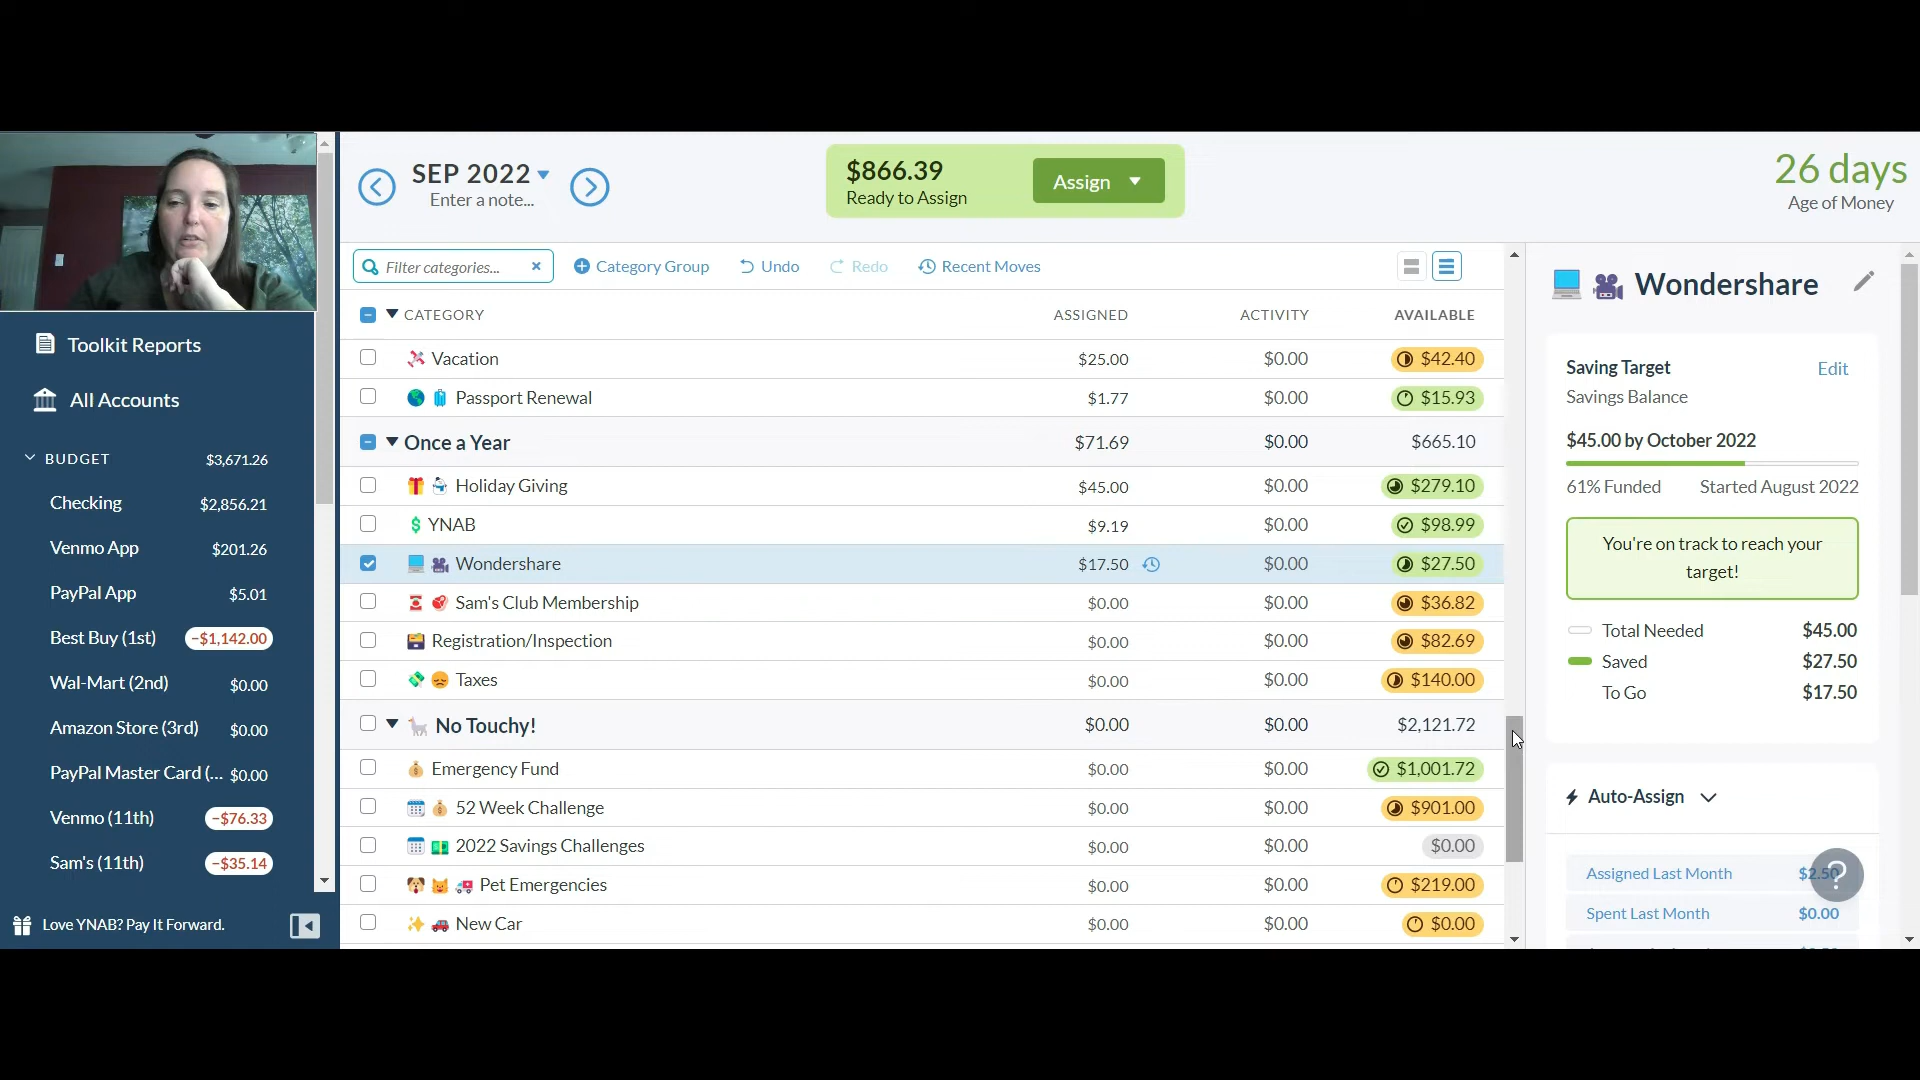 SEP 2022
Enter a note...
$866.39
Ready to Assign
Assign
26 days
Age of Money
Toolkit Reports
All Accounts
BUDGET $3,671.26
Checking $2,856.21
Venmo App $201.26
PayPal App $5.01
Best Buy (1st) −$1,142.00
Wal-Mart (2nd) $0.00
Amazon Store (3rd) $0.00
PayPal Master Card (... $0.00
Venmo (11th) −$76.33
Sam's (11th) −$35.14
Love YNAB? Pay It Forward.
Filter categories...
Category Group
Undo
Redo
Recent Moves
CATEGORY ASSIGNED ACTIVITY AVAILABLE
Vacation $25.00 $0.00 $42.40
Passport Renewal $1.77 $0.00 $15.93
Once a Year $71.69 $0.00 $665.10
Holiday Giving $45.00 $0.00 $279.10
YNAB $9.19 $0.00 $98.99
Wondershare $17.50 $0.00 $27.50
Sam's Club Membership $0.00 $0.00 $36.82
Registration/Inspection $0.00 $0.00 $82.69
Taxes $0.00 $0.00 $140.00
No Touchy! $0.00 $0.00 $2,121.72
Emergency Fund $0.00 $0.00 $1,001.72
52 Week Challenge $0.00 $0.00 $901.00
2022 Savings Challenges $0.00 $0.00 $0.00
Pet Emergencies $0.00 $0.00 $219.00
New Car $0.00 $0.00 $0.00
Wondershare
Saving Target Edit
Savings Balance
$45.00 by October 2022
61% Funded Started August 2022
You're on track to reach your
target!
Total Needed $45.00
Saved $27.50
To Go $17.50
Auto-Assign
Assigned Last Month
Spent Last Month $0.00